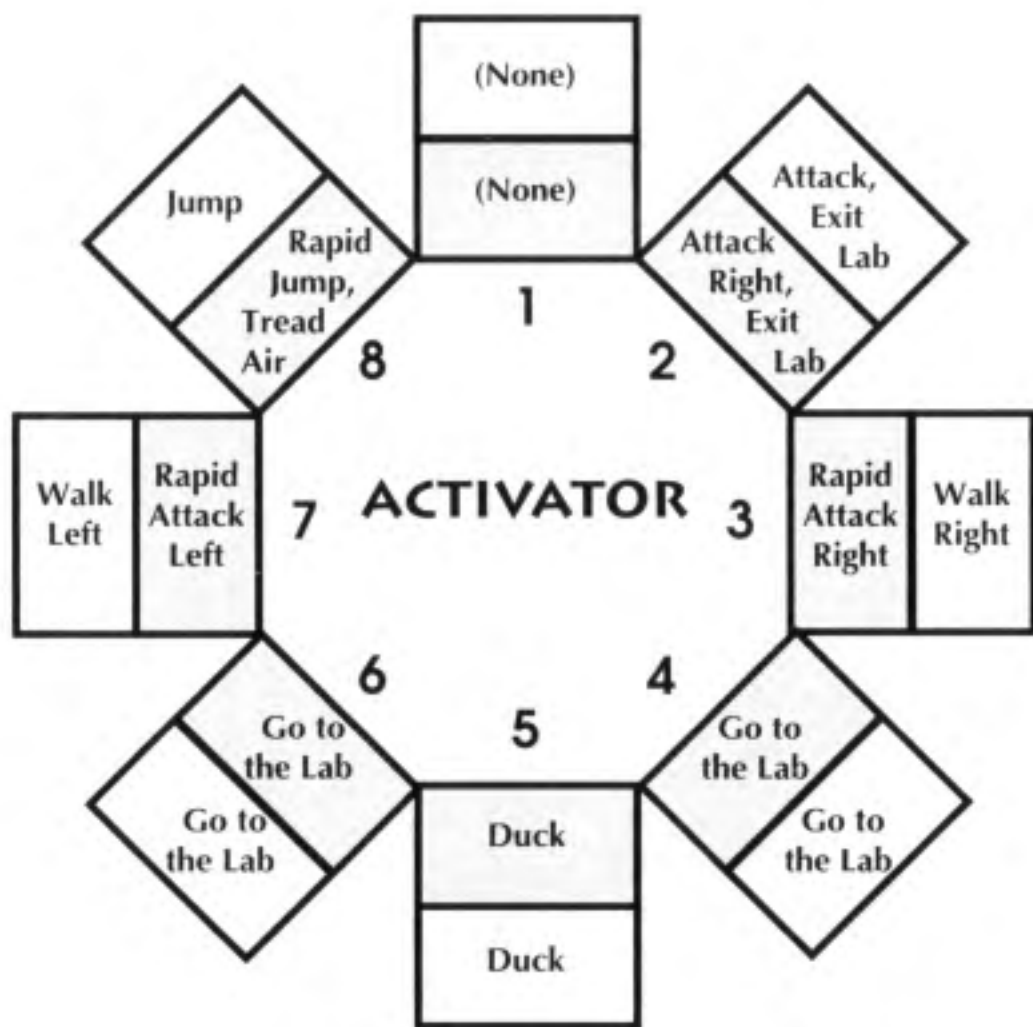 (None)
(None)
1
Attack,
Exit
Lab
Attack
Right,
Exit
Lab
2
Rapid
Attack
Right
Walk
Right
3
Go to
the Lab
Go to
the Lab
4
Duck
Duck
5
Go to
the Lab
Go to
the Lab
6
Walk
Left
Rapid
Attack
Left
7
Jump
Rapid
Jump,
Tread
Air
8
ACTIVATOR